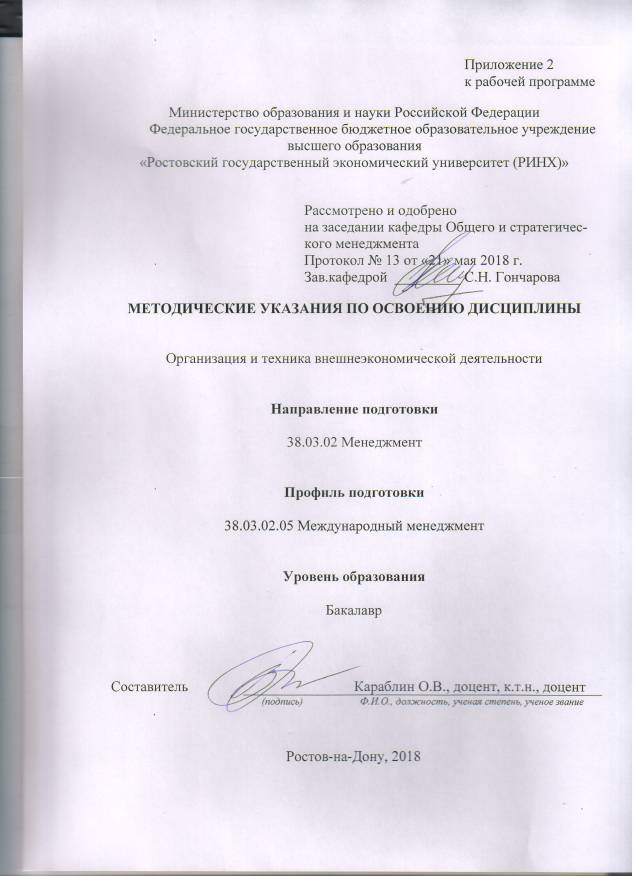 Приложение 2
к рабочей программе
Министерство образования и науки Российской Федерации
Федеральное государственное бюджетное образовательное учреждение
высшего образования
«Ростовский государственный экономический университет (РИНХ)»
Рассмотрено и одобрено
на заседании кафедры Общего и стратегичес-
кого менеджмента
Протокол № 13 от «21» мая 2018 г.
Зав.кафедрой С.Н. Гончарова
МЕТОДИЧЕСКИЕ УКАЗАНИЯ ПО ОСВОЕНИЮ ДИСЦИПЛИНЫ
Организация и техника внешнеэкономической деятельности
Направление подготовки
38.03.02 Менеджмент
Профиль подготовки
38.03.02.05 Международный менеджмент
Уровень образования
Бакалавр
Составитель Караблин О.В., доцент, к.т.н., доцент
(подпись) Ф.И.О., должность, ученая степень, ученое звание
Ростов-на-Дону, 2018